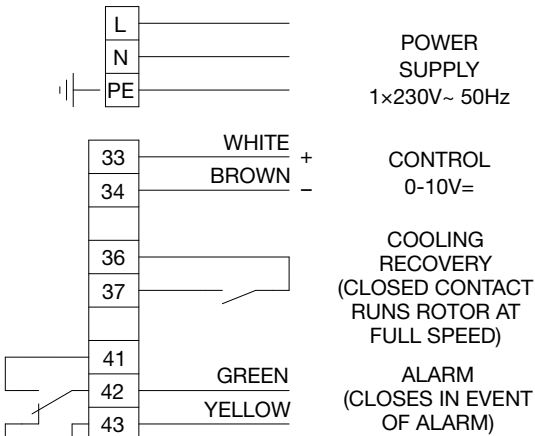 L
N
PE
POWER
SUPPLY
1×230V~ 50Hz
33
WHITE
+
34
BROWN
–
CONTROL
0-10V=
36
37
COOLING
RECOVERY
(CLOSED CONTACT
RUNS ROTOR AT
FULL SPEED)
41
42
GREEN
43
YELLOW
ALARM
(CLOSES IN EVENT
OF ALARM)